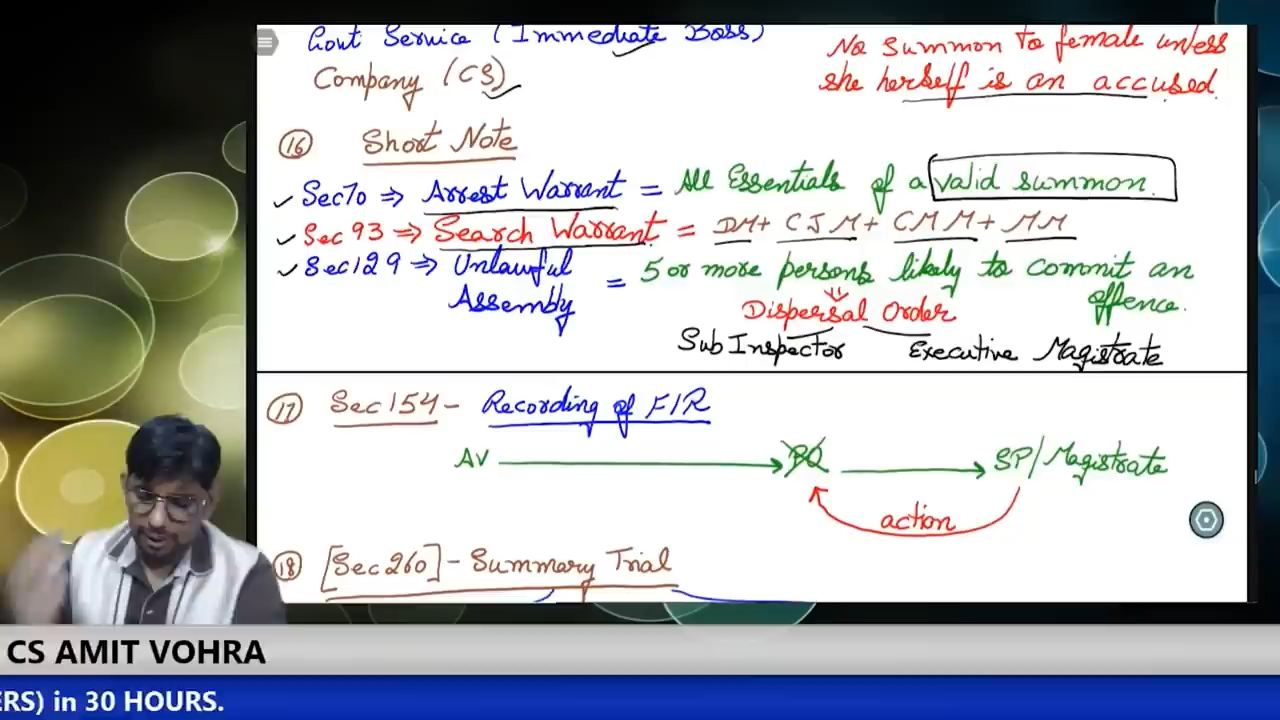 Govt Service (Immediate Boss)
Company (CS)
No Summon to female unless
she herself is an accused.
16 Short Note
Sec 70 ⇒ Arrest Warrant = All Essentials of a valid summon.
Sec 93 ⇒ Search Warrant = DM + CJM + CMM + MM
Sec 129 ⇒ Unlawful Assembly = 5 or more persons likely to commit an offence.
Dispersal Order
Sub Inspector Executive Magistrate
17 Sec 154 - Recording of FIR
AV SP/Magistrate
action
18 [Sec 260] - Summary Trial
CS AMIT VOHRA
ERS) in 30 HOURS.